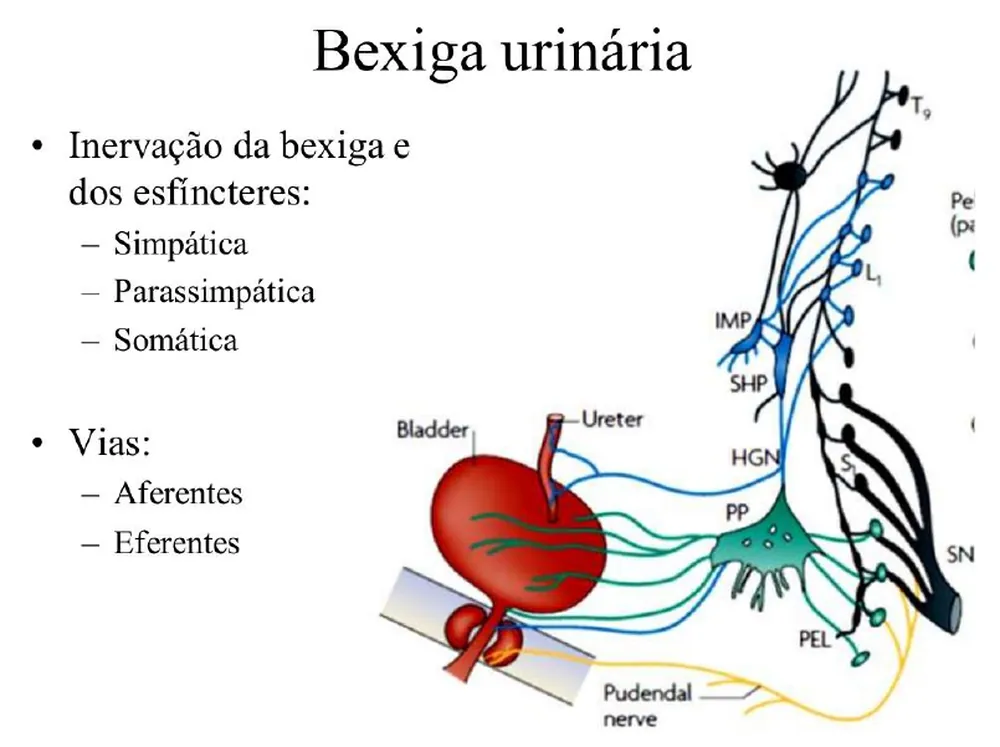 Bexiga urinária
• Inervação da bexiga e
dos esfíncteres:
– Simpática
– Parassimpática
– Somática
• Vias:
– Aferentes
– Eferentes
T9
L1
IMP
SHP
Ureter
Bladder
HGN
S1
PP
SN
PEL
Pudendal
nerve